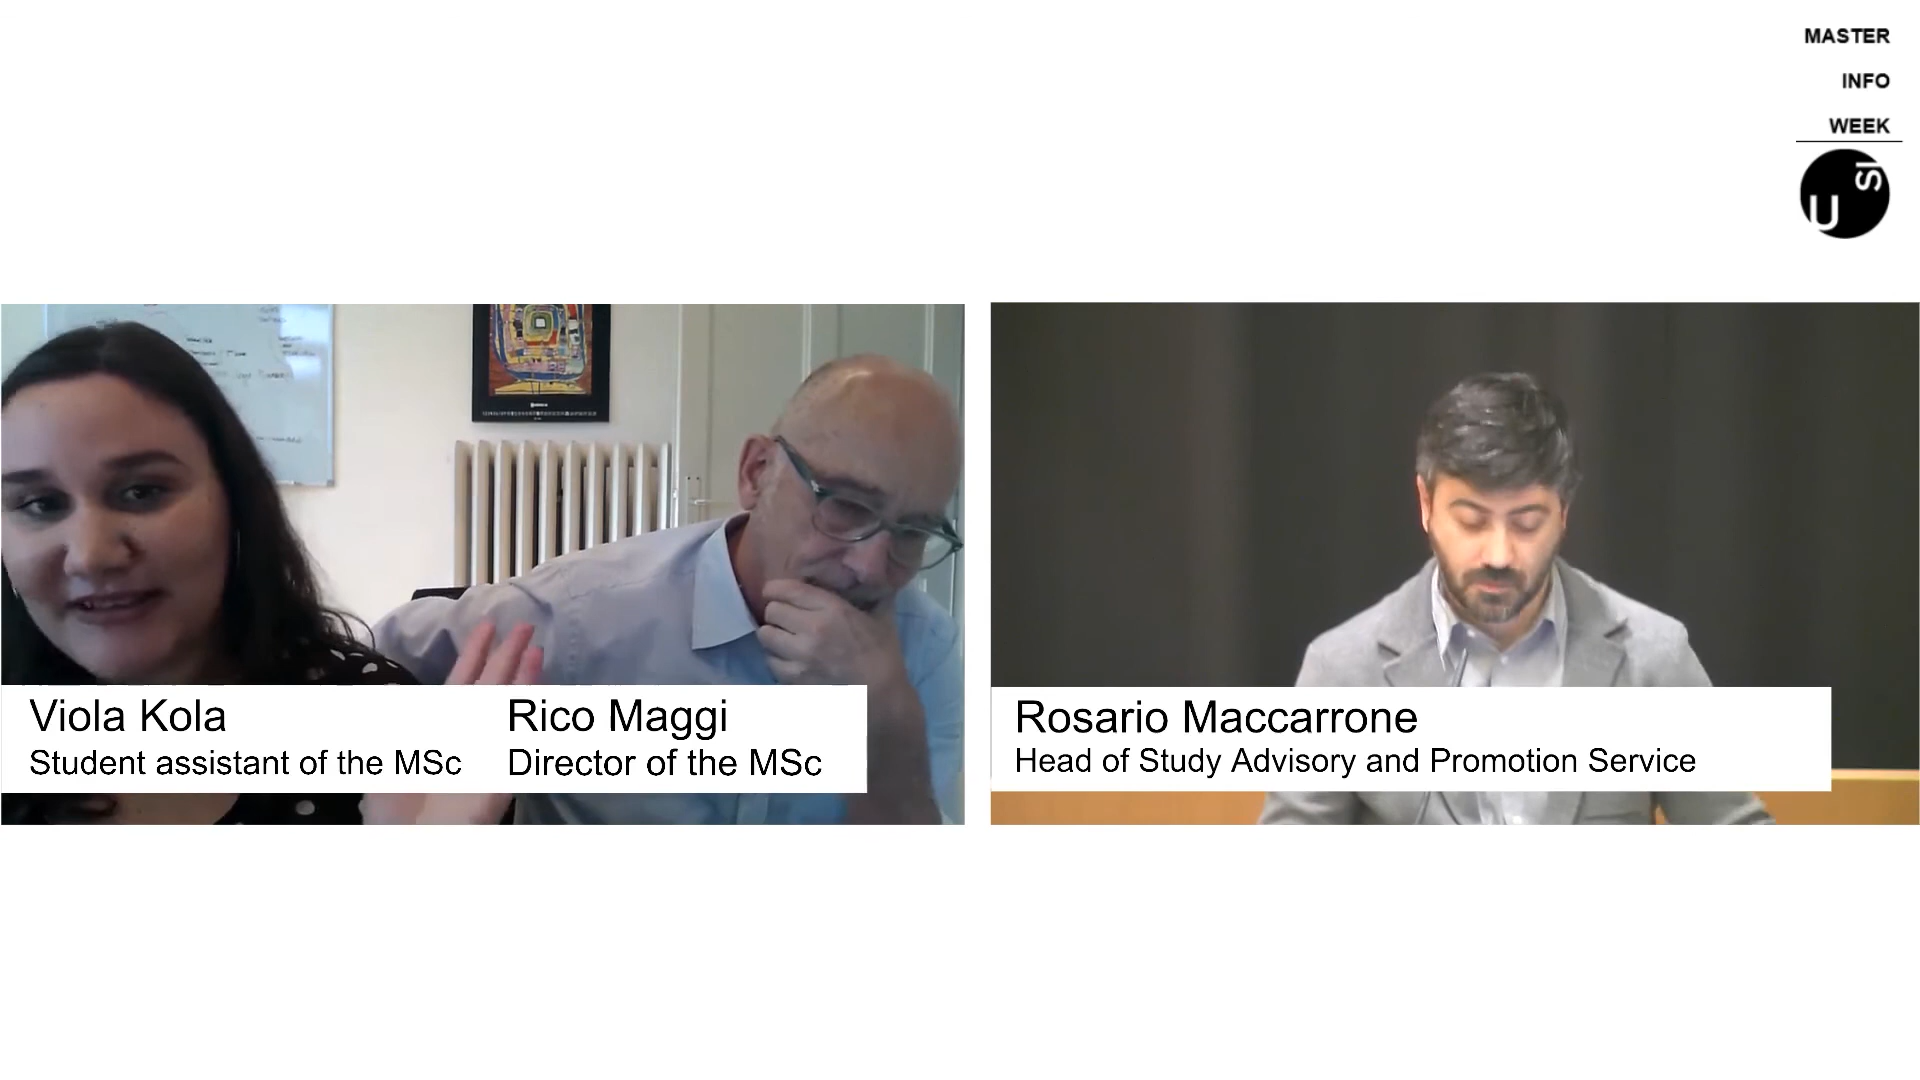 MASTER
INFO
WEEK
U
SI
Viola Kola
Student assistant of the MSc
Rico Maggi
Director of the MSc
Rosario Maccarrone
Head of Study Advisory and Promotion Service